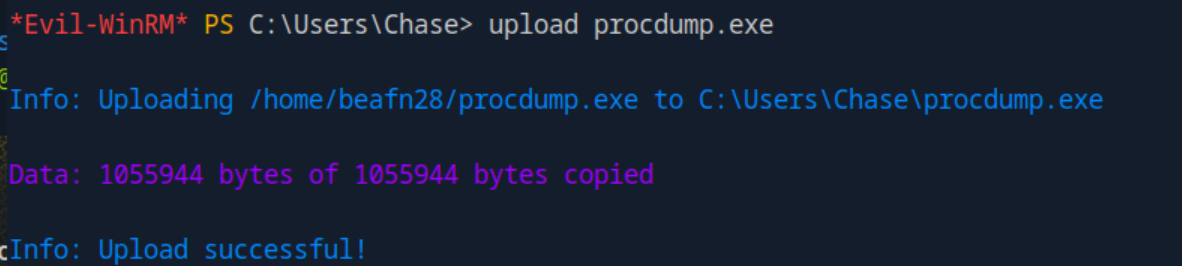 *Evil-WinRM* PS C:\Users\Chase> upload procdump.exe
Info: Uploading /home/beafn28/procdump.exe to C:\Users\Chase\procdump.exe
Data: 1055944 bytes of 1055944 bytes copied
Info: Upload successful!